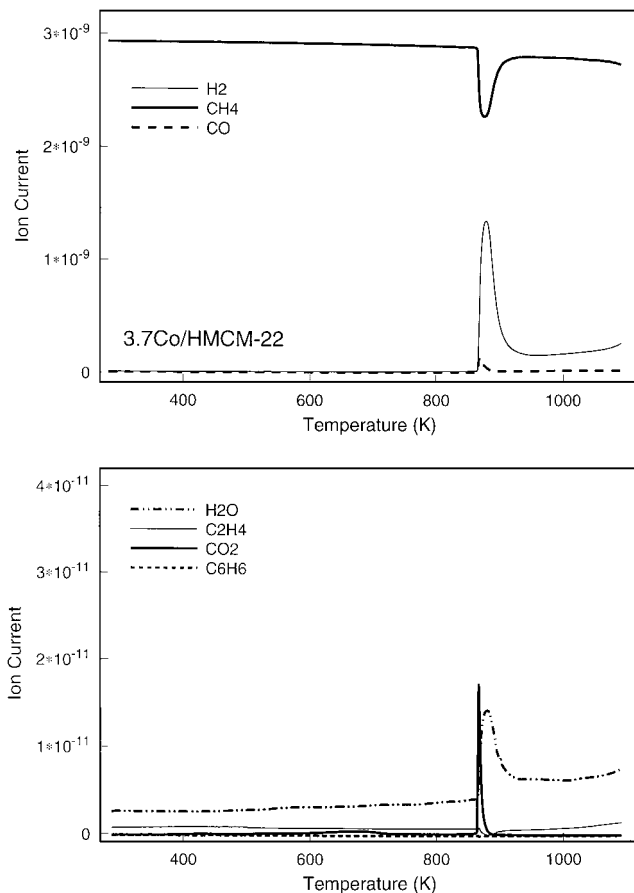 3*10⁻⁹
H2
CH4
CO
2*10⁻⁹
Ion Current
1*10⁻⁹
3.7Co/HMCM-22
0
400 600 800 1000
Temperature (K)
4*10⁻¹¹
H2O
C2H4
CO2
C6H6
3*10⁻¹¹
Ion Current
2*10⁻¹¹
1*10⁻¹¹
0
400 600 800 1000
Temperature (K)